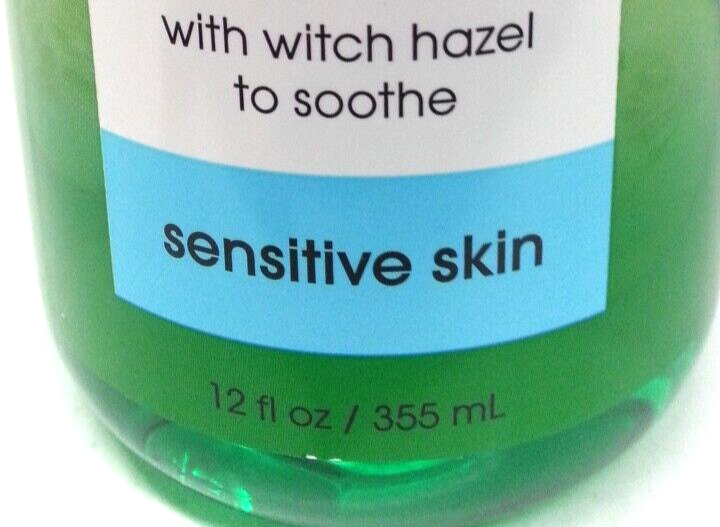 with witch hazel
to soothe
sensitive skin
12 fl oz / 355 mL